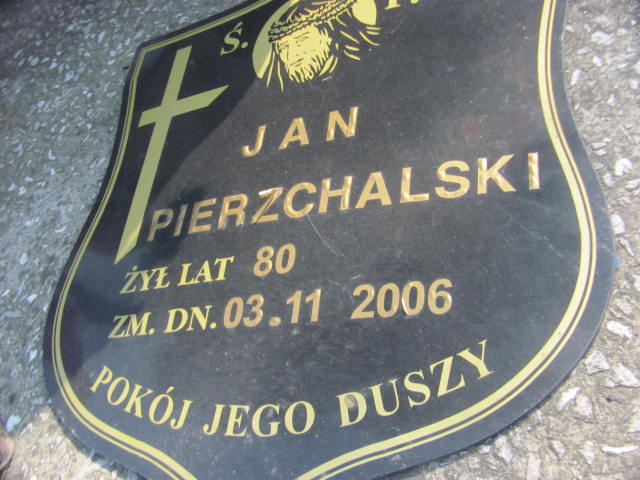 Ś.
JAN
PIERZCHALSKI
ŻYŁ LAT 80
ZM. DN. 03.11 2006
POKÓJ JEGO DUSZY